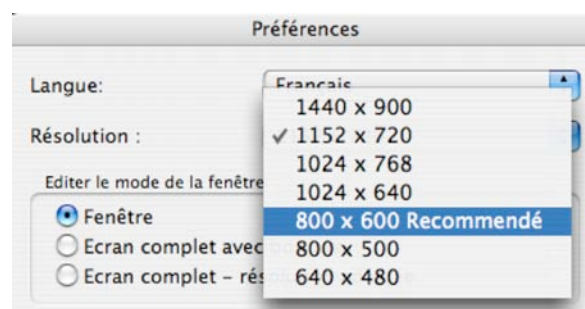 Préférences
Langue:
Français
Résolution :
1440 x 900
✓ 1152 x 720
1024 x 768
1024 x 640
800 x 600 Recommendé
800 x 500
640 x 480
Editer le mode de la fenêtre
Fenêtre
Ecran complet avec
Ecran complet – rés